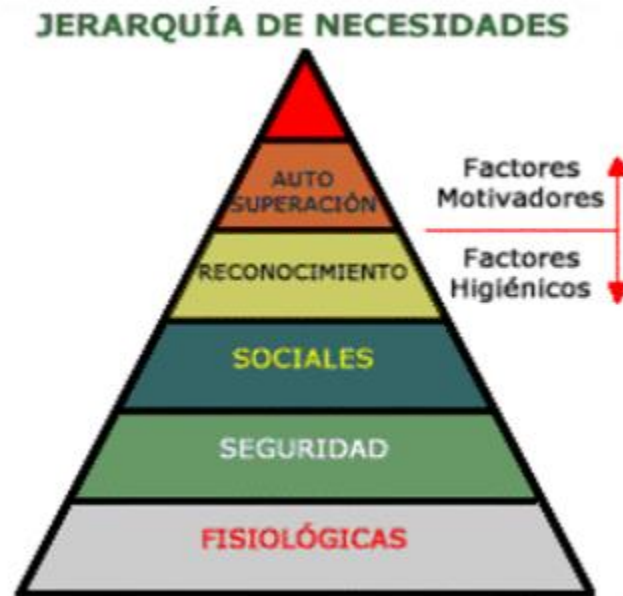 JERARQUÍA DE NECESIDADES
AUTO
SUPERACIÓN
Factores
Motivadores
RECONOCIMIENTO
Factores
Higiénicos
SOCIALES
SEGURIDAD
FISIOLÓGICAS